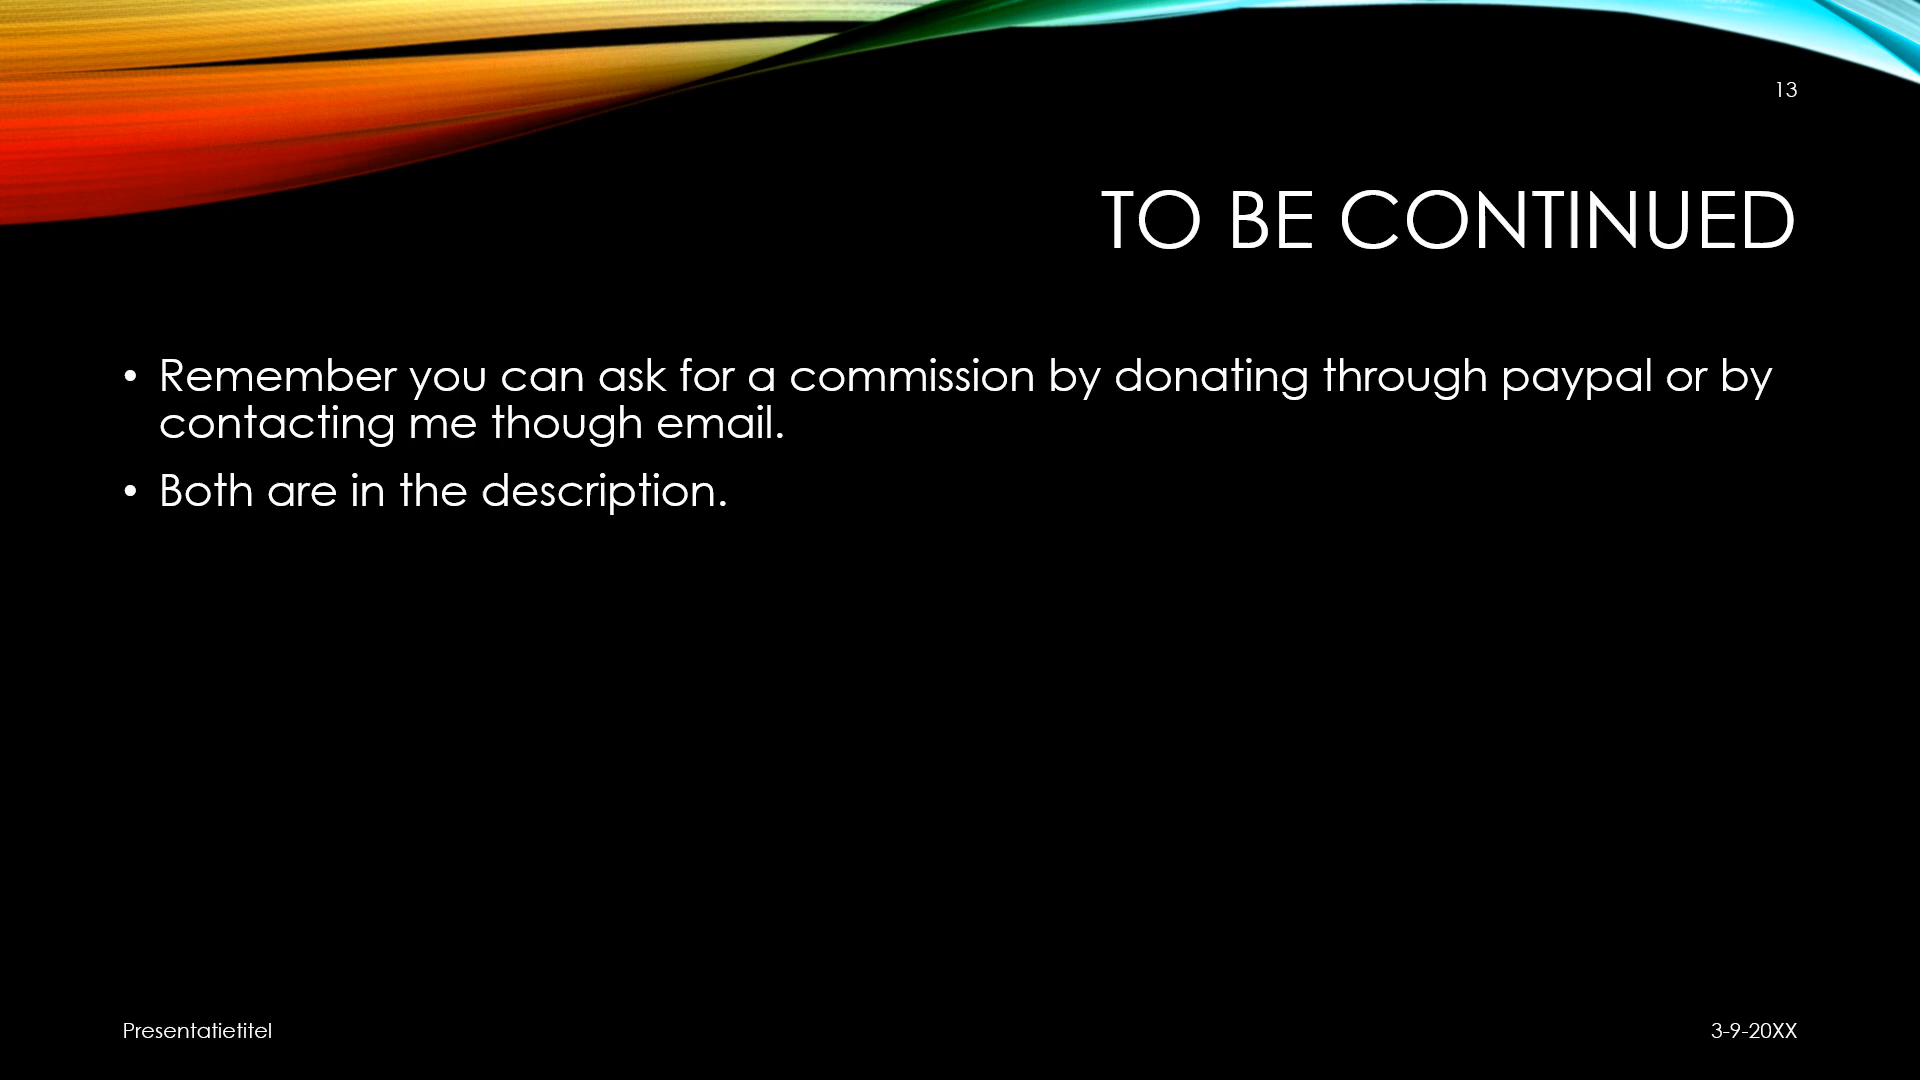 13
TO BE CONTINUED
• Remember you can ask for a commission by donating through paypal or by
contacting me though email.
• Both are in the description.
Presentatietitel
3-9-20XX